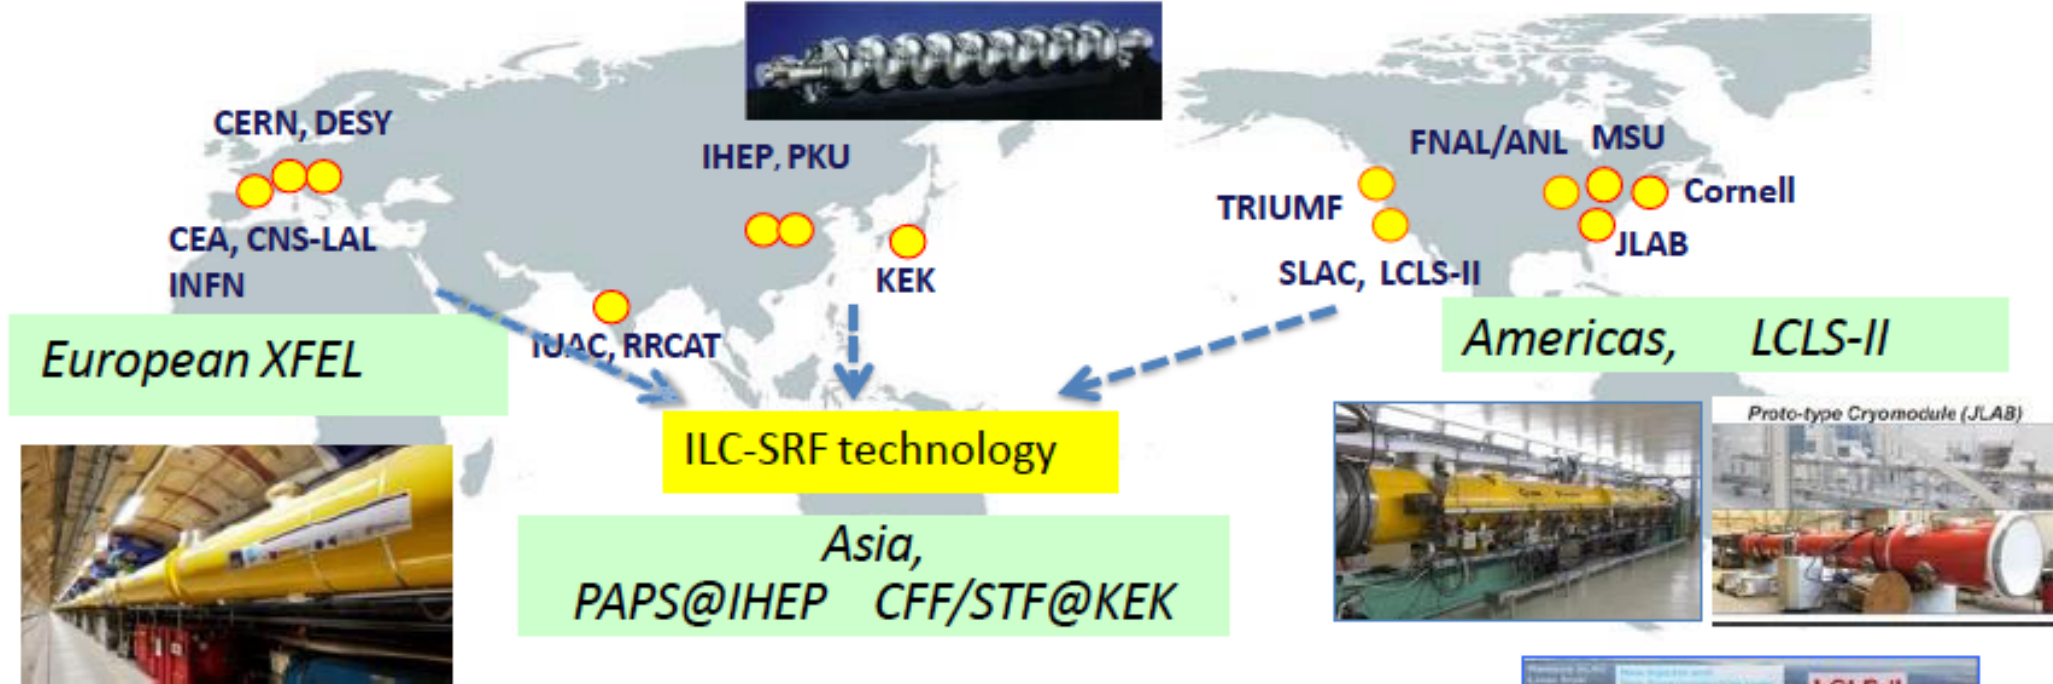 CERN, DESY
IHEP, PKU
FNAL/ANL MSU
TRIUMF
Cornell
CEA, CNS-LAL
INFN
JLAB
KEK
SLAC, LCLS-II
IUAC, RRCAT
European XFEL
Americas, LCLS-II
ILC-SRF technology
Proto-type Cryomodule (JLAB)
Asia,
PAPS@IHEP CFF/STF@KEK